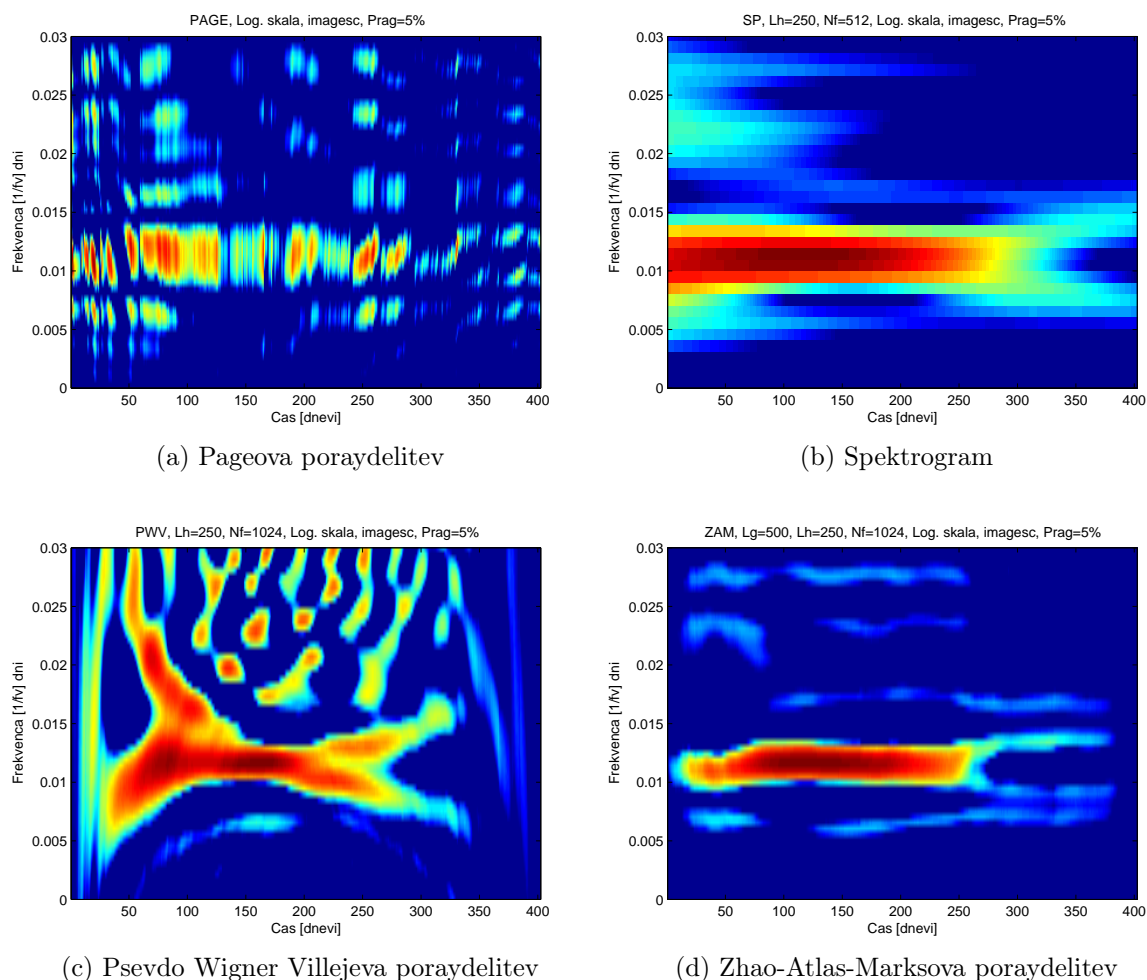 PAGE, Log. skala, imagesc, Prag=5%
0.03
0.025
0.02
0.015
0.01
0.005
0
Frekvenca [1/fv] dni
50 100 150 200 250 300 350 400
Cas [dnevi]
(a) Pageova poraydelitev
SP, Lh=250, Nf=512, Log. skala, imagesc, Prag=5%
0.03
0.025
0.02
0.015
0.01
0.005
0
Frekvenca [1/fv] dni
50 100 150 200 250 300 350 400
Cas [dnevi]
(b) Spektrogram
PWV, Lh=250, Nf=1024, Log. skala, imagesc, Prag=5%
0.03
0.025
0.02
0.015
0.01
0.005
0
Frekvenca [1/fv] dni
50 100 150 200 250 300 350 400
Cas [dnevi]
(c) Psevdo Wigner Villejeva poraydelitev
ZAM, Lg=500, Lh=250, Nf=1024, Log. skala, imagesc, Prag=5%
0.03
0.025
0.02
0.015
0.01
0.005
0
Frekvenca [1/fv] dni
50 100 150 200 250 300 350 400
Cas [dnevi]
(d) Zhao-Atlas-Marksova poraydelitev